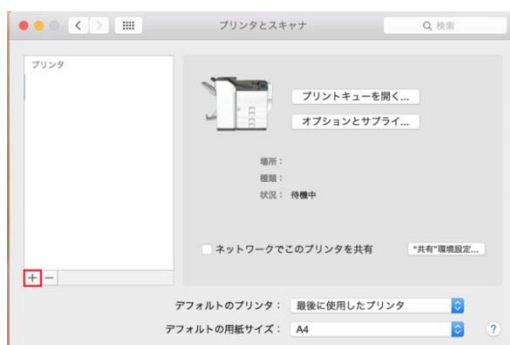 プリンタとスキャナ
検索
プリンタ
プリントキューを開く...
オプションとサプライ...
場所：
種類：
状況： 待機中
ネットワークでこのプリンタを共有
"共有"環境設定...
+ −
デフォルトのプリンタ： 最後に使用したプリンタ
デフォルトの用紙サイズ： A4
?